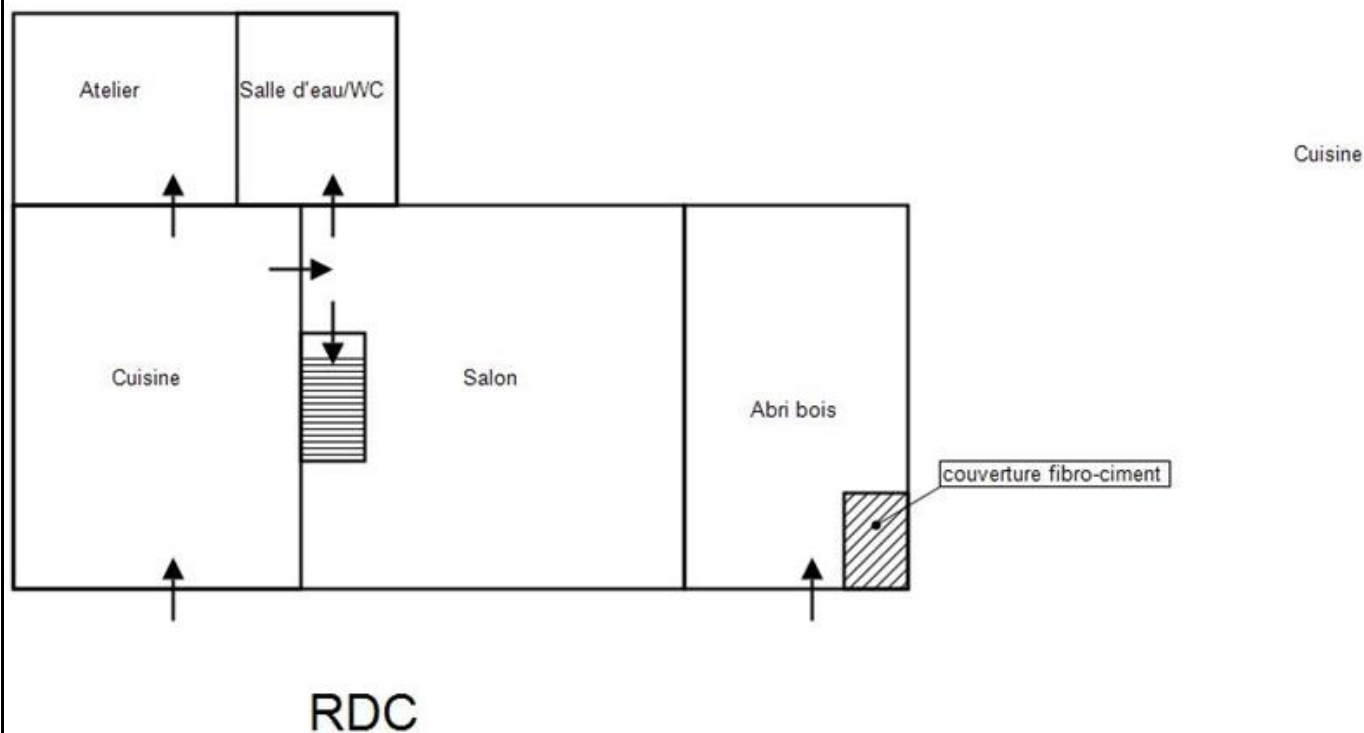 Atelier
Salle d'eau/WC
Cuisine
Cuisine
Salon
Abri bois
couverture fibro-ciment
RDC